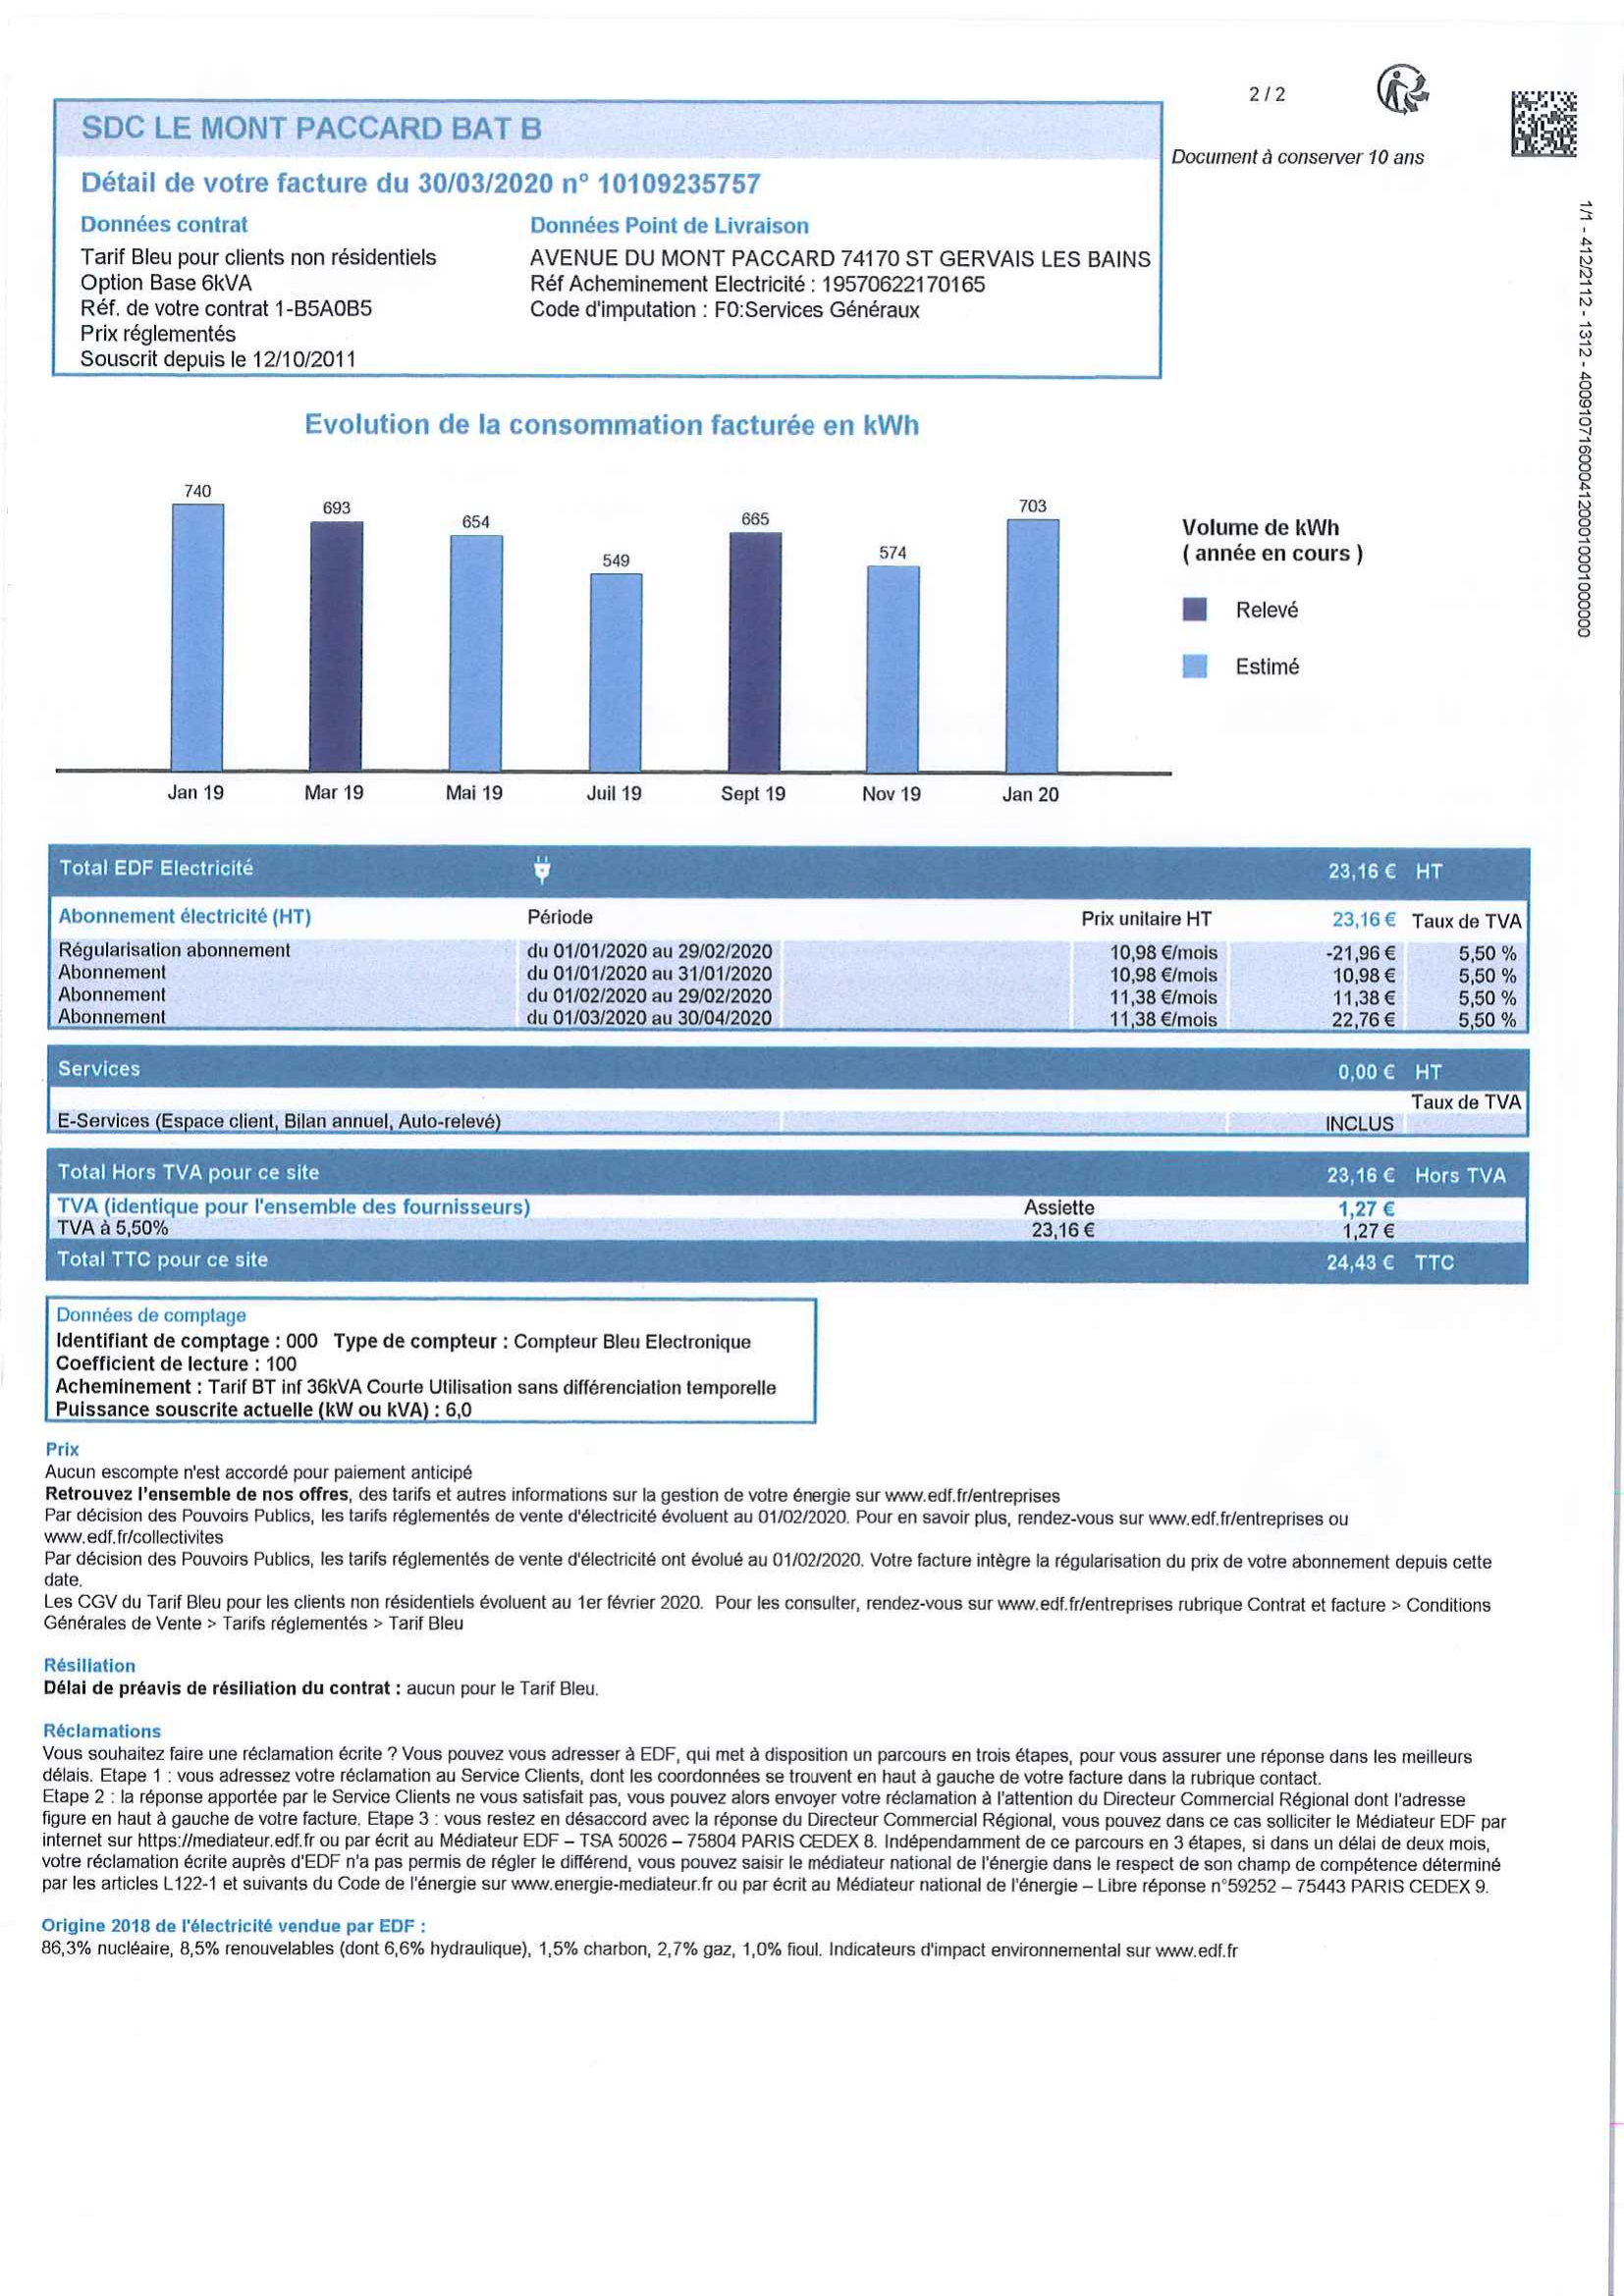 2 / 2
SDC LE MONT PACCARD BAT B
Document à conserver 10 ans
Détail de votre facture du 30/03/2020 n° 10109235757
Données contrat
Tarif Bleu pour clients non résidentiels
Option Base 6kVA
Réf. de votre contrat 1-B5A0B5
Prix réglementés
Souscrit depuis le 12/10/2011
Données Point de Livraison
AVENUE DU MONT PACCARD 74170 ST GERVAIS LES BAINS
Réf Acheminement Electricité : 19570622170165
Code d'imputation : F0:Services Généraux
1/1 - 412/2112 - 1312 - 40091071600041200010001000000
Evolution de la consommation facturée en kWh
740 693 654 549 665 574 703
Jan 19 Mar 19 Mai 19 Juil 19 Sept 19 Nov 19 Jan 20
Volume de kWh
( année en cours )
Relevé
Estimé
Total EDF Electricité 23,16 € HT
Abonnement électricité (HT) Période Prix unitaire HT 23,16 € Taux de TVA
Régularisation abonnement du 01/01/2020 au 29/02/2020 10,98 €/mois -21,96 € 5,50 %
Abonnement du 01/01/2020 au 31/01/2020 10,98 €/mois 10,98 € 5,50 %
Abonnement du 01/02/2020 au 29/02/2020 11,38 €/mois 11,38 € 5,50 %
Abonnement du 01/03/2020 au 30/04/2020 11,38 €/mois 22,76 € 5,50 %
Services 0,00 € HT
Taux de TVA
E-Services (Espace client, Bilan annuel, Auto-relevé) INCLUS
Total Hors TVA pour ce site 23,16 € Hors TVA
TVA (identique pour l'ensemble des fournisseurs) Assiette 1,27 €
TVA à 5,50% 23,16 € 1,27 €
Total TTC pour ce site 24,43 € TTC
Données de comptage
Identifiant de comptage : 000 Type de compteur : Compteur Bleu Electronique
Coefficient de lecture : 100
Acheminement : Tarif BT inf 36kVA Courte Utilisation sans différenciation temporelle
Puissance souscrite actuelle (kW ou kVA) : 6,0
Prix
Aucun escompte n'est accordé pour paiement anticipé
Retrouvez l'ensemble de nos offres, des tarifs et autres informations sur la gestion de votre énergie sur www.edf.fr/entreprises
Par décision des Pouvoirs Publics, les tarifs réglementés de vente d'électricité évoluent au 01/02/2020. Pour en savoir plus, rendez-vous sur www.edf.fr/entreprises ou
www.edf.fr/collectivites
Par décision des Pouvoirs Publics, les tarifs réglementés de vente d'électricité ont évolué au 01/02/2020. Votre facture intègre la régularisation du prix de votre abonnement depuis cette
date.
Les CGV du Tarif Bleu pour les clients non résidentiels évoluent au 1er février 2020. Pour les consulter, rendez-vous sur www.edf.fr/entreprises rubrique Contrat et facture > Conditions
Générales de Vente > Tarifs réglementés > Tarif Bleu
Résiliation
Délai de préavis de résiliation du contrat : aucun pour le Tarif Bleu.
Réclamations
Vous souhaitez faire une réclamation écrite ? Vous pouvez vous adresser à EDF, qui met à disposition un parcours en trois étapes, pour vous assurer une réponse dans les meilleurs
délais. Etape 1 : vous adressez votre réclamation au Service Clients, dont les coordonnées se trouvent en haut à gauche de votre facture dans la rubrique contact.
Etape 2 : la réponse apportée par le Service Clients ne vous satisfait pas, vous pouvez alors envoyer votre réclamation à l'attention du Directeur Commercial Régional dont l'adresse
figure en haut à gauche de votre facture. Etape 3 : vous restez en désaccord avec la réponse du Directeur Commercial Régional, vous pouvez dans ce cas solliciter le Médiateur EDF par
internet sur https://mediateur.edf.fr ou par écrit au Médiateur EDF – TSA 50026 – 75804 PARIS CEDEX 8. Indépendamment de ce parcours en 3 étapes, si dans un délai de deux mois,
votre réclamation écrite auprès d'EDF n'a pas permis de régler le différend, vous pouvez saisir le médiateur national de l'énergie dans le respect de son champ de compétence déterminé
par les articles L122-1 et suivants du Code de l'énergie sur www.energie-mediateur.fr ou par écrit au Médiateur national de l'énergie – Libre réponse n°59252 – 75443 PARIS CEDEX 9.
Origine 2018 de l'électricité vendue par EDF :
86,3% nucléaire, 8,5% renouvelables (dont 6,6% hydraulique), 1,5% charbon, 2,7% gaz, 1,0% fioul. Indicateurs d'impact environnemental sur www.edf.fr